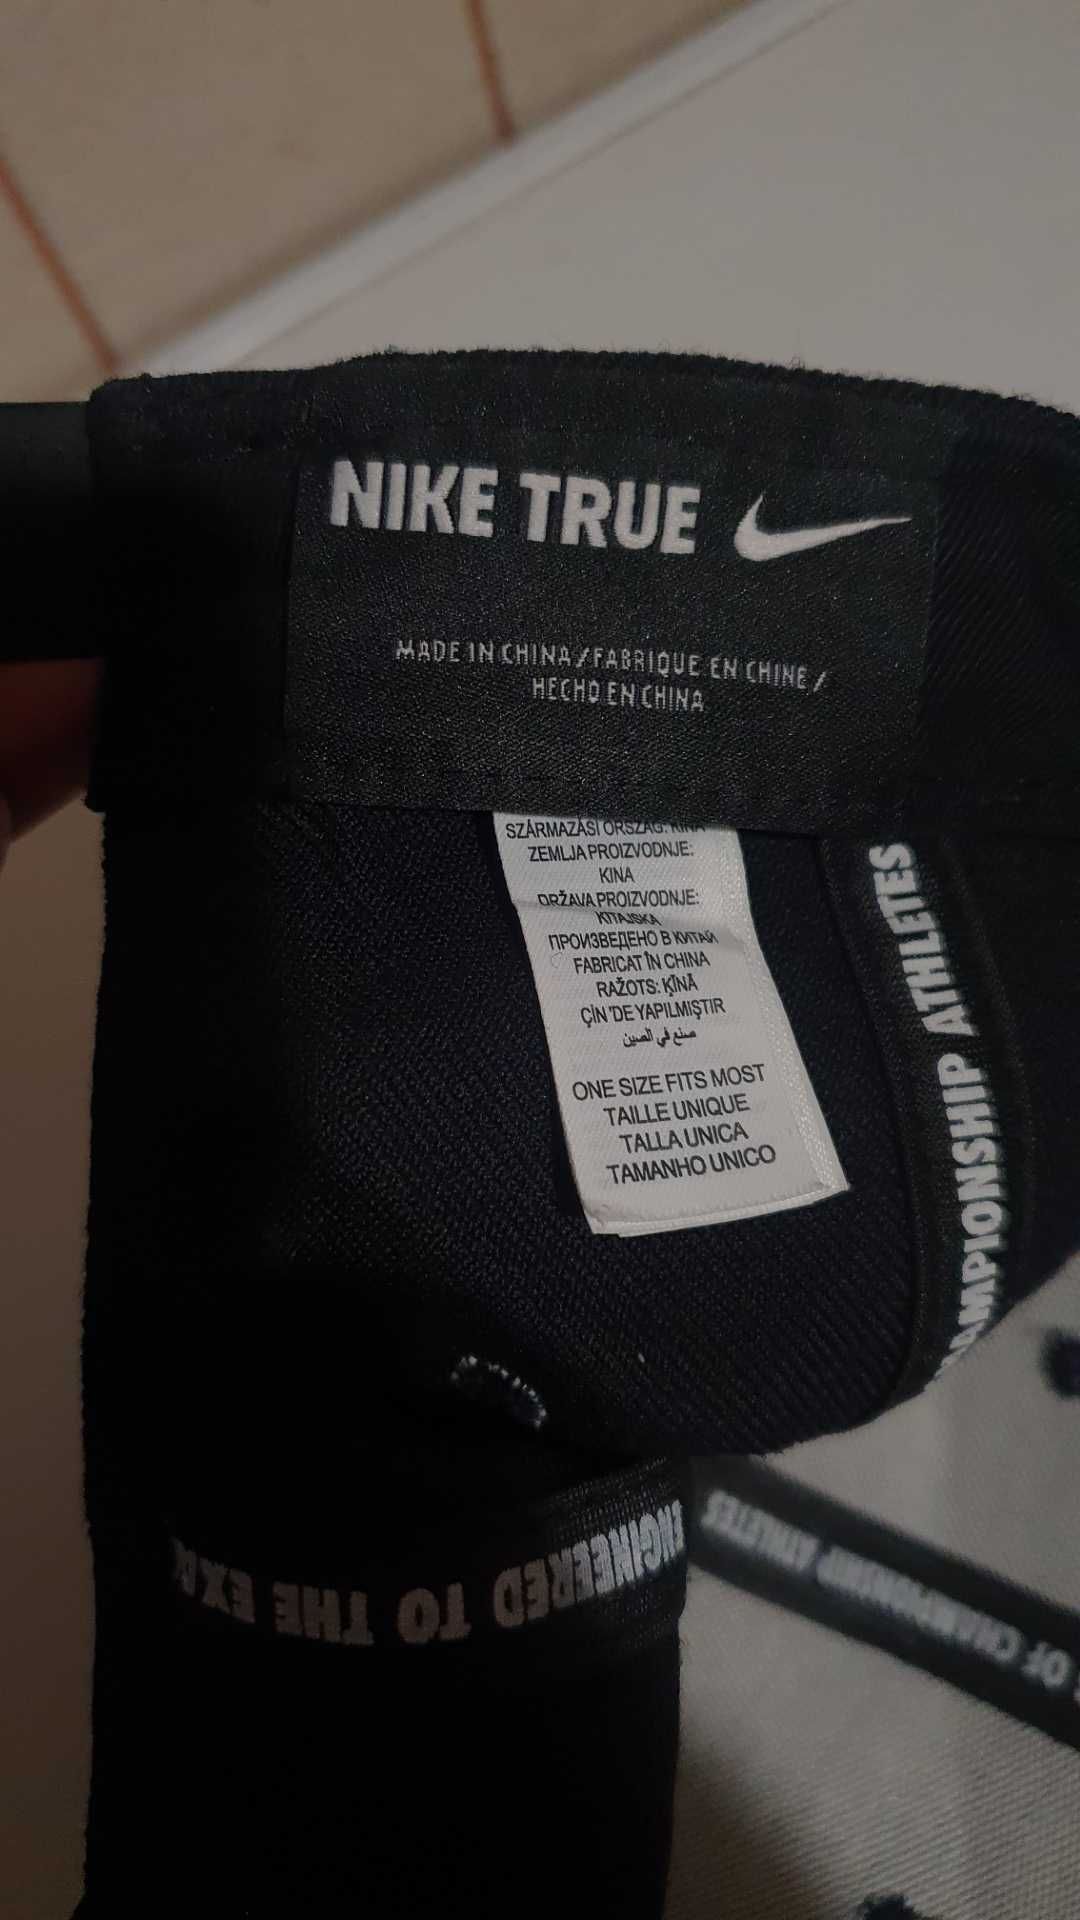 NIKE TRUE
MADE IN CHINA/FABRIQUE EN CHINE/
HECHO EN CHINA
SZÁRMAZÁSI ORSZÁG: KINA
ZEMLJA PROIZVODNJE:
KINA
DRŽAVA PROIZVODNJE:
KITAJSKA
ПРОИЗВЕДЕНО В КИТАЙ
FABRICAT ÎN CHINA
RAŽOTS: ĶĪNĀ
ÇİN'DE YAPILMIŞTIR
صنع في الصين
ONE SIZE FITS MOST
TAILLE UNIQUE
TALLA UNICA
TAMANHO UNICO
CHAMPIONSHIP ATHLETES
ENGINEERED TO THE EXA
OF CHAMPIONSHIP ATHLETES